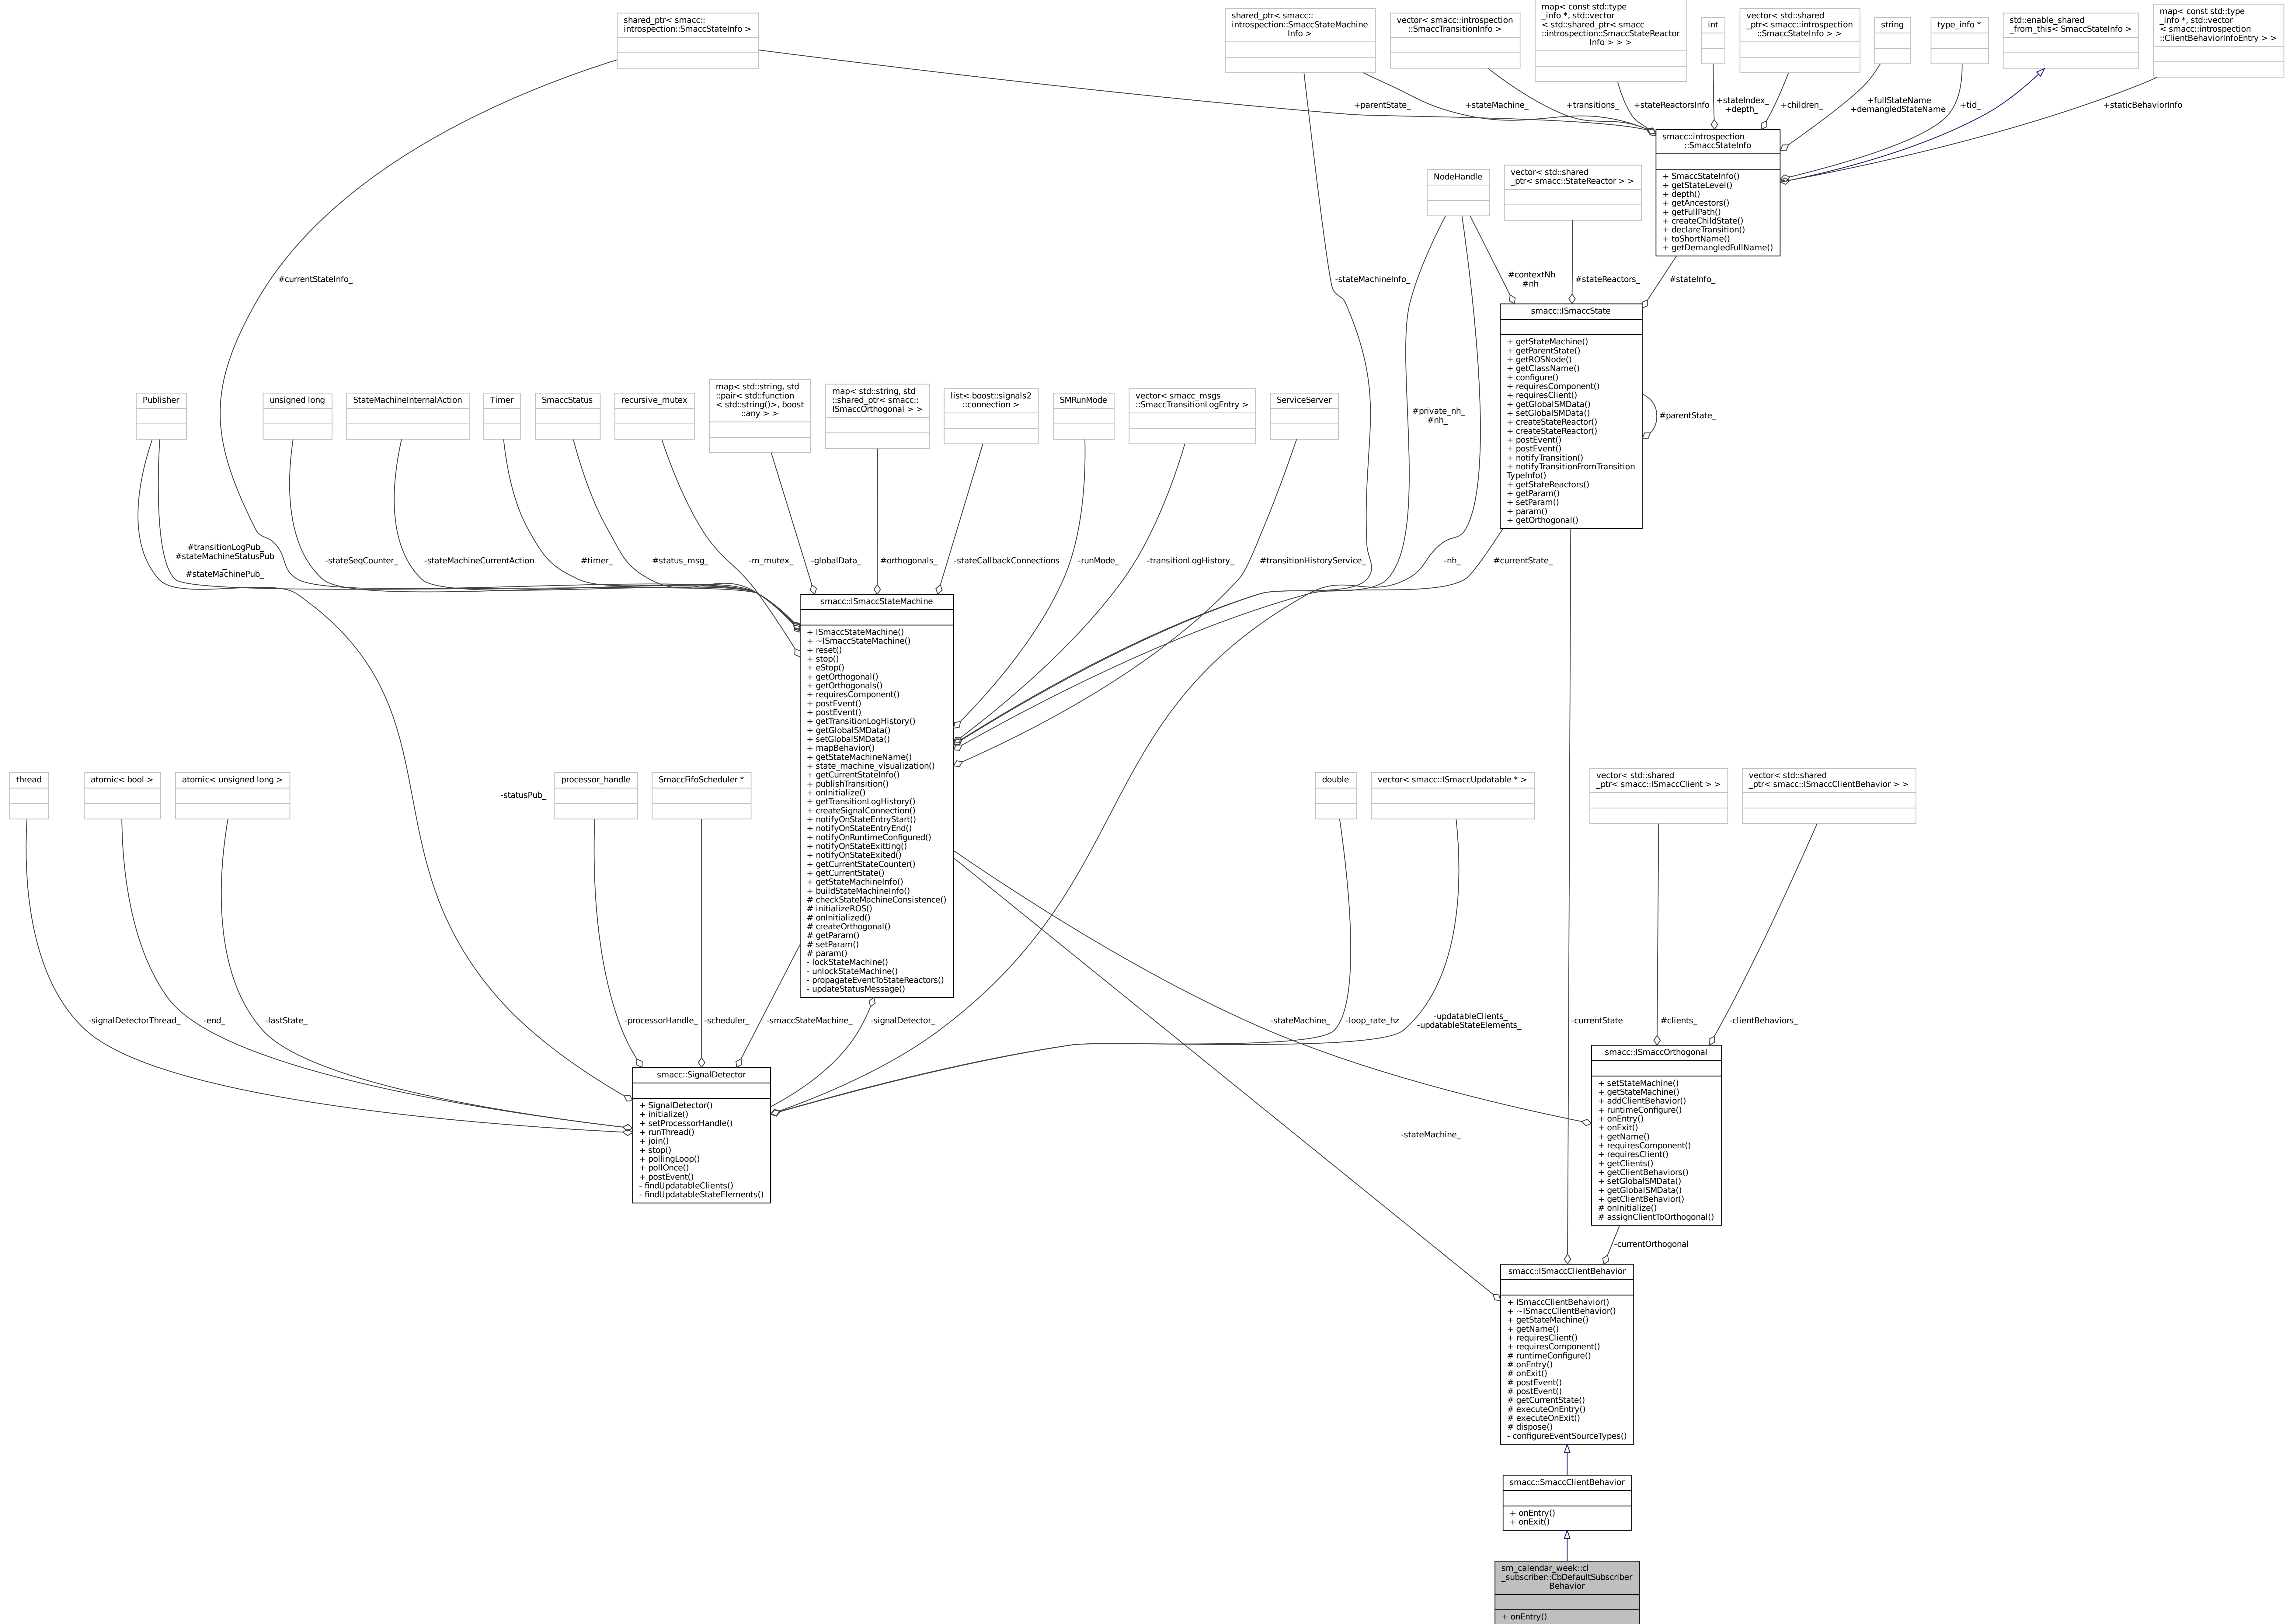 shared_ptr< smacc::
introspection::SmaccStateInfo >
shared_ptr< smacc::
introspection::SmaccStateMachine
Info >
vector< smacc::introspection
::SmaccTransitionInfo >
map< const std::type
_info *, std::vector
< std::shared_ptr< smacc
::introspection::SmaccStateReactor
Info > > >
int
vector< std::shared
_ptr< smacc::introspection
::SmaccStateInfo > >
string
type_info *
std::enable_shared
_from_this< SmaccStateInfo >
map< const std::type
_info *, std::vector
< smacc::introspection
::ClientBehaviorInfoEntry > >
+parentState_
+stateMachine_
+transitions_
+stateReactorsInfo
+stateIndex_
+depth_
+children_
+fullStateName
+demangledStateName
+tid_
+staticBehaviorInfo
smacc::introspection
::SmaccStateInfo
+ SmaccStateInfo()
+ getStateLevel()
+ depth()
+ getAncestors()
+ getFullPath()
+ createChildState()
+ declareTransition()
+ toShortName()
+ getDemangledFullName()
NodeHandle
vector< std::shared
_ptr< smacc::StateReactor > >
#currentStateInfo_
-stateMachineInfo_
#contextNh
#nh
#stateReactors_
#stateInfo_
smacc::ISmaccState
+ getStateMachine()
+ getParentState()
+ getROSNode()
+ getClassName()
+ configure()
+ requiresComponent()
+ requiresClient()
+ getGlobalSMData()
+ setGlobalSMData()
+ createStateReactor()
+ createStateReactor()
+ postEvent()
+ postEvent()
+ notifyTransition()
+ notifyTransitionFromTransition
TypeInfo()
+ getStateReactors()
+ getParam()
+ setParam()
+ param()
+ getOrthogonal()
#parentState_
Publisher
unsigned long
StateMachineInternalAction
Timer
SmaccStatus
recursive_mutex
map< std::string, std
::pair< std::function
< std::string()>, boost
::any > >
map< std::string, std
::shared_ptr< smacc::
ISmaccOrthogonal > >
list< boost::signals2
::connection >
SMRunMode
vector< smacc_msgs
::SmaccTransitionLogEntry >
ServiceServer
#private_nh_
#nh_
#transitionLogPub_
#stateMachineStatusPub
_
#stateMachinePub_
-stateSeqCounter_
-stateMachineCurrentAction
#timer_
#status_msg_
-m_mutex_
-globalData_
#orthogonals_
-stateCallbackConnections
-runMode_
-transitionLogHistory_
#transitionHistoryService_
-nh_
#currentState_
smacc::ISmaccStateMachine
+ ISmaccStateMachine()
+ ~ISmaccStateMachine()
+ reset()
+ stop()
+ eStop()
+ getOrthogonal()
+ getOrthogonals()
+ requiresComponent()
+ postEvent()
+ postEvent()
+ getTransitionLogHistory()
+ getGlobalSMData()
+ setGlobalSMData()
+ mapBehavior()
+ getStateMachineName()
+ state_machine_visualization()
+ getCurrentStateInfo()
+ publishTransition()
+ onInitialize()
+ getTransitionLogHistory()
+ createSignalConnection()
+ notifyOnStateEntryStart()
+ notifyOnStateEntryEnd()
+ notifyOnRuntimeConfigured()
+ notifyOnStateExitting()
+ notifyOnStateExited()
+ getCurrentStateCounter()
+ getCurrentState()
+ getStateMachineInfo()
+ buildStateMachineInfo()
# checkStateMachineConsistence()
# initializeROS()
# onInitialized()
# createOrthogonal()
# getParam()
# setParam()
# param()
- lockStateMachine()
- unlockStateMachine()
- propagateEventToStateReactors()
- updateStatusMessage()
thread
atomic< bool >
atomic< unsigned long >
-statusPub_
processor_handle
SmaccFifoScheduler *
double
vector< smacc::ISmaccUpdatable * >
vector< std::shared
_ptr< smacc::ISmaccClient > >
vector< std::shared
_ptr< smacc::ISmaccClientBehavior > >
-signalDetectorThread_
-end_
-lastState_
-processorHandle_
-scheduler_
-smaccStateMachine_
-signalDetector_
-stateMachine_
-loop_rate_hz
-updatableClients_
-updatableStateElements_
-currentState
#clients_
-clientBehaviors_
smacc::SignalDetector
+ SignalDetector()
+ initialize()
+ setProcessorHandle()
+ runThread()
+ join()
+ stop()
+ pollingLoop()
+ pollOnce()
+ postEvent()
- findUpdatableClients()
- findUpdatableStateElements()
smacc::ISmaccOrthogonal
+ setStateMachine()
+ getStateMachine()
+ addClientBehavior()
+ runtimeConfigure()
+ onEntry()
+ onExit()
+ getName()
+ requiresComponent()
+ requiresClient()
+ getClients()
+ getClientBehaviors()
+ setGlobalSMData()
+ getGlobalSMData()
+ getClientBehavior()
# onInitialize()
# assignClientToOrthogonal()
-stateMachine_
-currentOrthogonal
smacc::ISmaccClientBehavior
+ ISmaccClientBehavior()
+ ~ISmaccClientBehavior()
+ getStateMachine()
+ getName()
+ requiresClient()
+ requiresComponent()
# runtimeConfigure()
# onEntry()
# onExit()
# postEvent()
# postEvent()
# getCurrentState()
# executeOnEntry()
# executeOnExit()
# dispose()
- configureEventSourceTypes()
smacc::SmaccClientBehavior
+ onEntry()
+ onExit()
sm_calendar_week::cl
_subscriber::CbDefaultSubscriber
Behavior
+ onEntry()